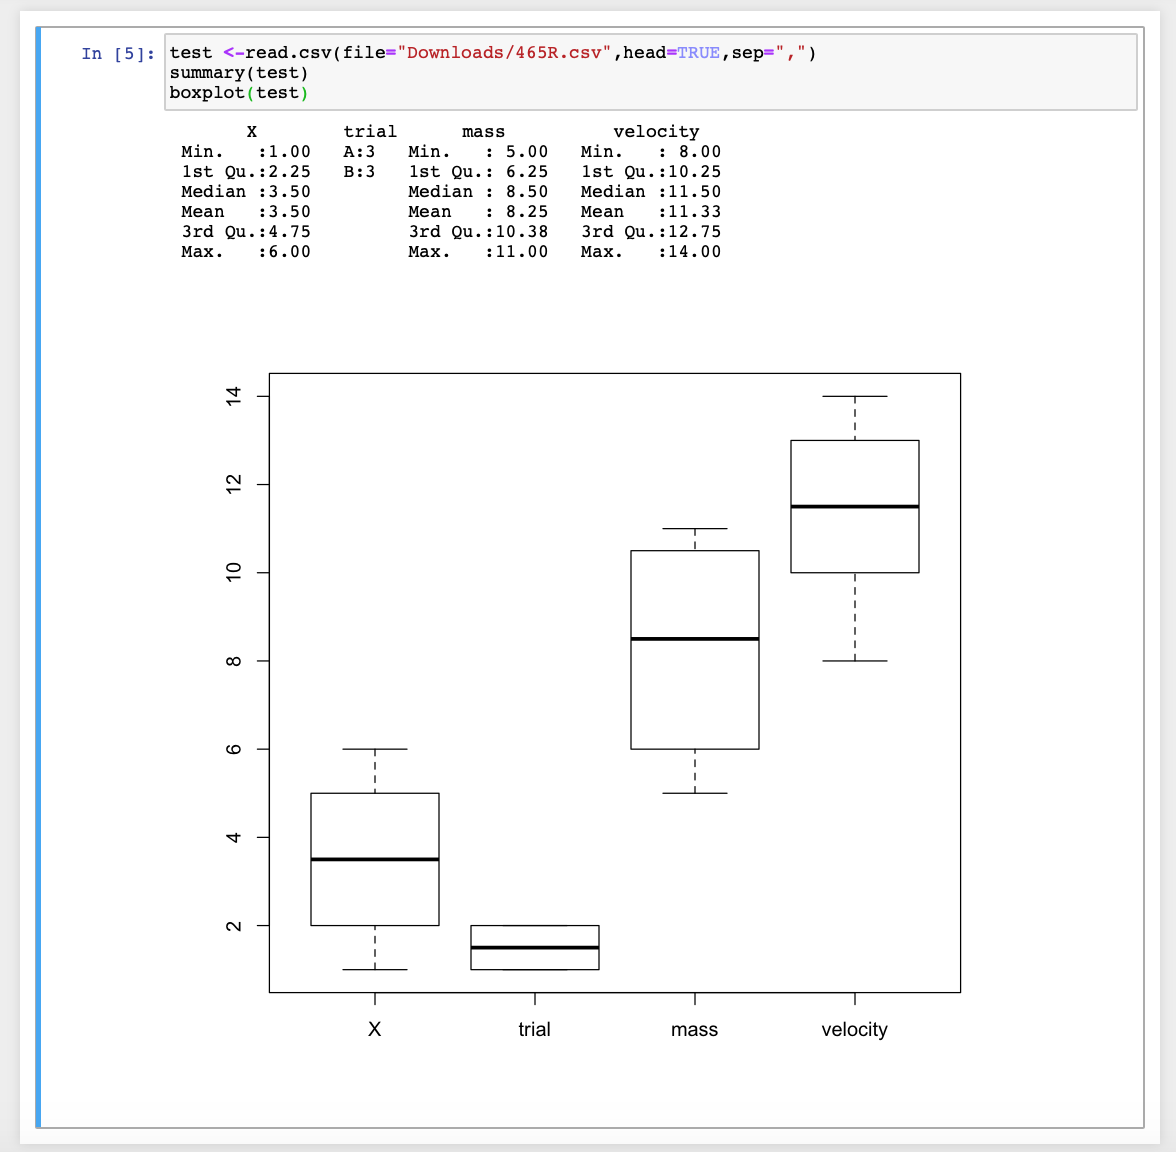 In [5]: test <-read.csv(file="Downloads/465R.csv",head=TRUE,sep=",")
summary(test)
boxplot(test)
X trial mass velocity
Min. :1.00 A:3 Min. : 5.00 Min. : 8.00
1st Qu.:2.25 B:3 1st Qu.: 6.25 1st Qu.:10.25
Median :3.50 Median : 8.50 Median :11.50
Mean :3.50 Mean : 8.25 Mean :11.33
3rd Qu.:4.75 3rd Qu.:10.38 3rd Qu.:12.75
Max. :6.00 Max. :11.00 Max. :14.00
14
12
10
8
6
4
2
X trial mass velocity